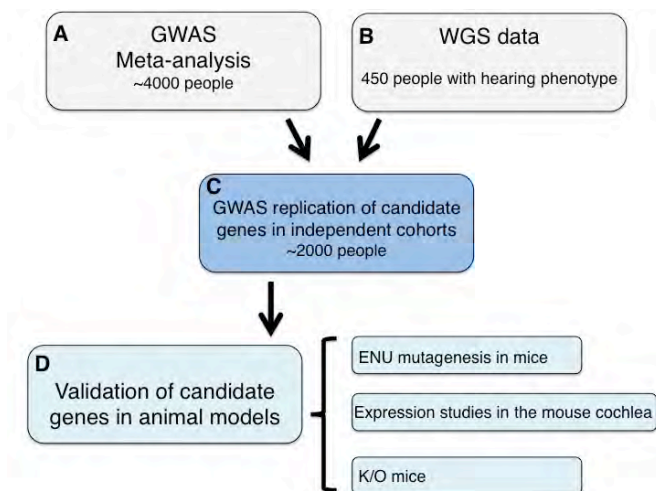 A
GWAS
Meta-analysis
~4000 people
B
WGS data
450 people with hearing phenotype
C
GWAS replication of candidate
genes in independent cohorts
~2000 people
D
Validation of candidate
genes in animal models
ENU mutagenesis in mice
Expression studies in the mouse cochlea
K/O mice